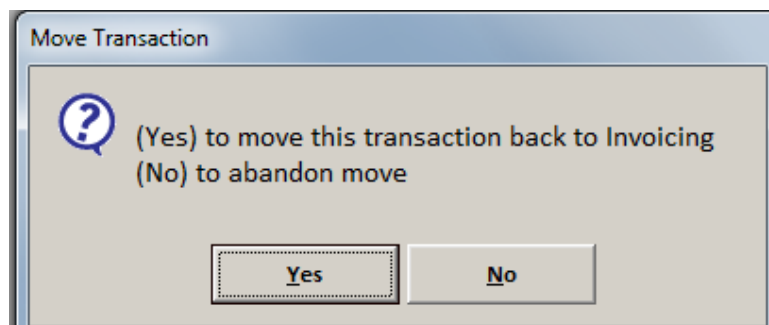 Move Transaction
(Yes) to move this transaction back to Invoicing
(No) to abandon move
Yes
No